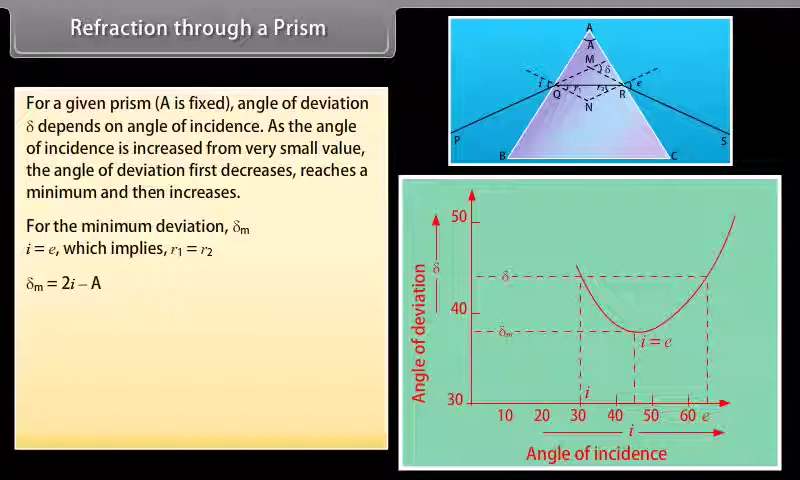 Refraction through a Prism
For a given prism (A is fixed), angle of deviation
δ depends on angle of incidence. As the angle
of incidence is increased from very small value,
the angle of deviation first decreases, reaches a
minimum and then increases.
For the minimum deviation, δm
i = e, which implies, r1 = r2
δm = 2i – A
A
A
M
δ
i
e
Q
r1
r2
R
N
P
S
B
C
50
40
30
Angle of deviation
δ
δ
δm
i = e
i
10 20 30 40 50 60 e
i
Angle of incidence